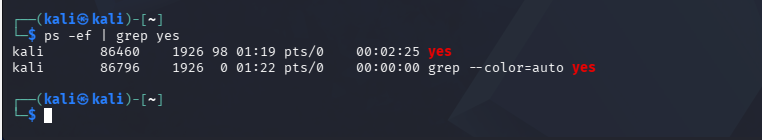 ┌──(kali㉿kali)-[~]
└─$ ps -ef | grep yes
kali       86460    1926 98 01:19 pts/0    00:02:25 yes
kali       86796    1926  0 01:22 pts/0    00:00:00 grep --color=auto yes
┌──(kali㉿kali)-[~]
└─$